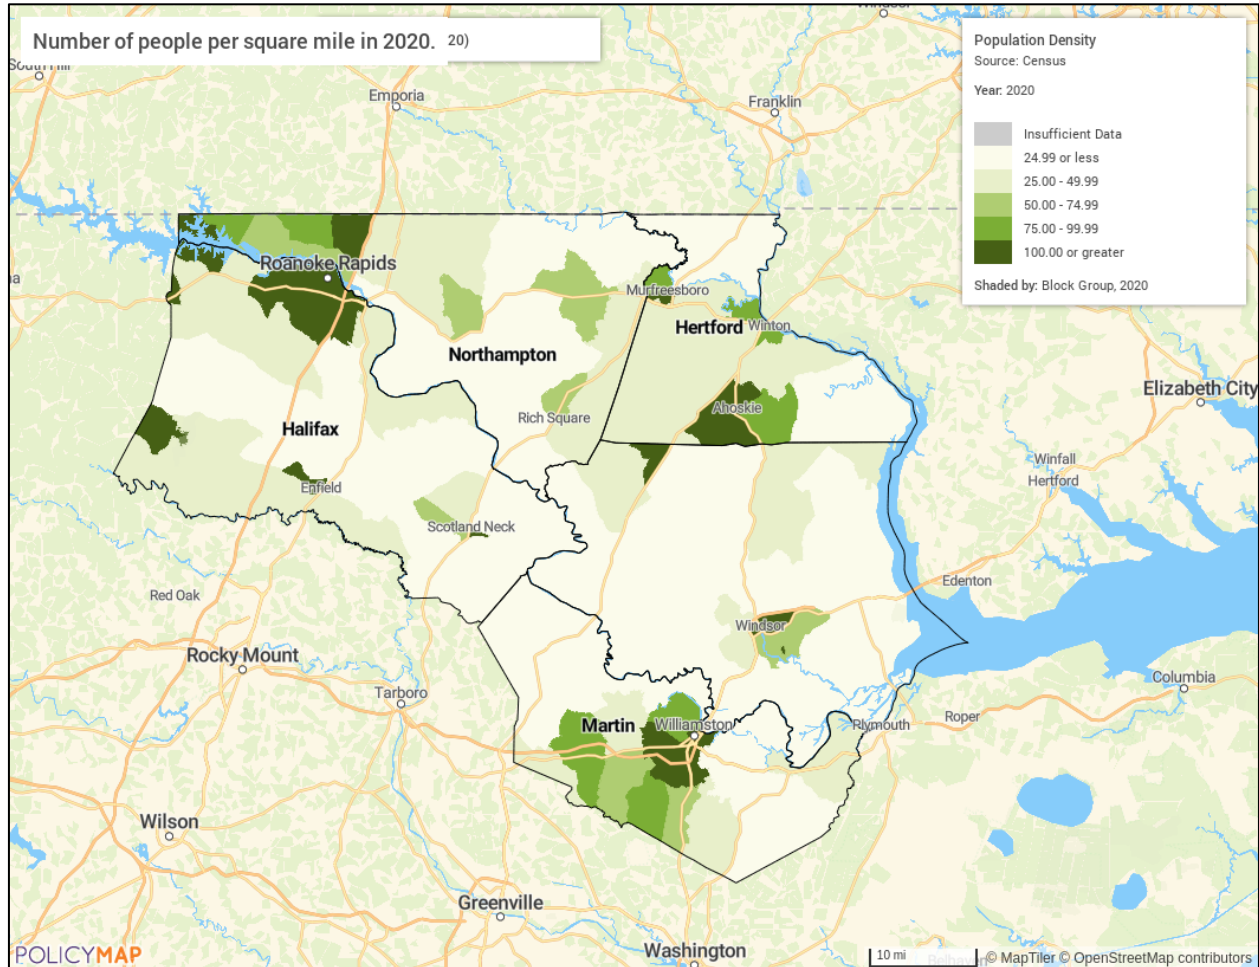 Number of people per square mile in 2020. 20)
Population Density
Source: Census
Year: 2020
Insufficient Data
24.99 or less
25.00 - 49.99
50.00 - 74.99
75.00 - 99.99
100.00 or greater
Shaded by: Block Group, 2020
South Hill
Emporia
Franklin
Roanoke Rapids
Murfreesboro
Hertford
Winton
Northampton
Elizabeth City
Rich Square
Ahoskie
Halifax
Winfall
Hertford
Enfield
Scotland Neck
Edenton
Red Oak
Windsor
Rocky Mount
Columbia
Tarboro
Martin
Williamston
Plymouth
Roper
Wilson
Greenville
Washington
POLICYMAP
10 mi
© MapTiler © OpenStreetMap contributors